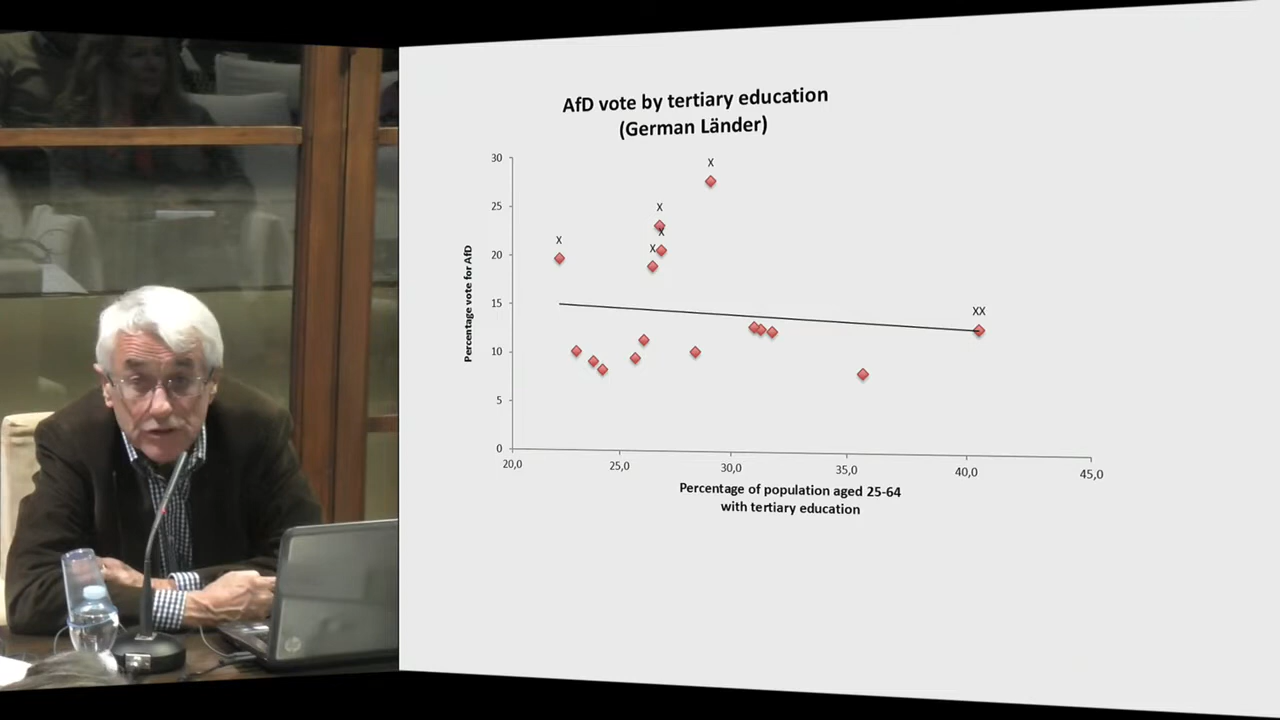 AfD vote by tertiary education
(German Länder)
30
25
20
15
10
5
0
Percentage vote for AfD
X
X
X
X
X
XX
20,0
25,0
30,0
35,0
40,0
45,0
Percentage of population aged 25-64
with tertiary education
hp